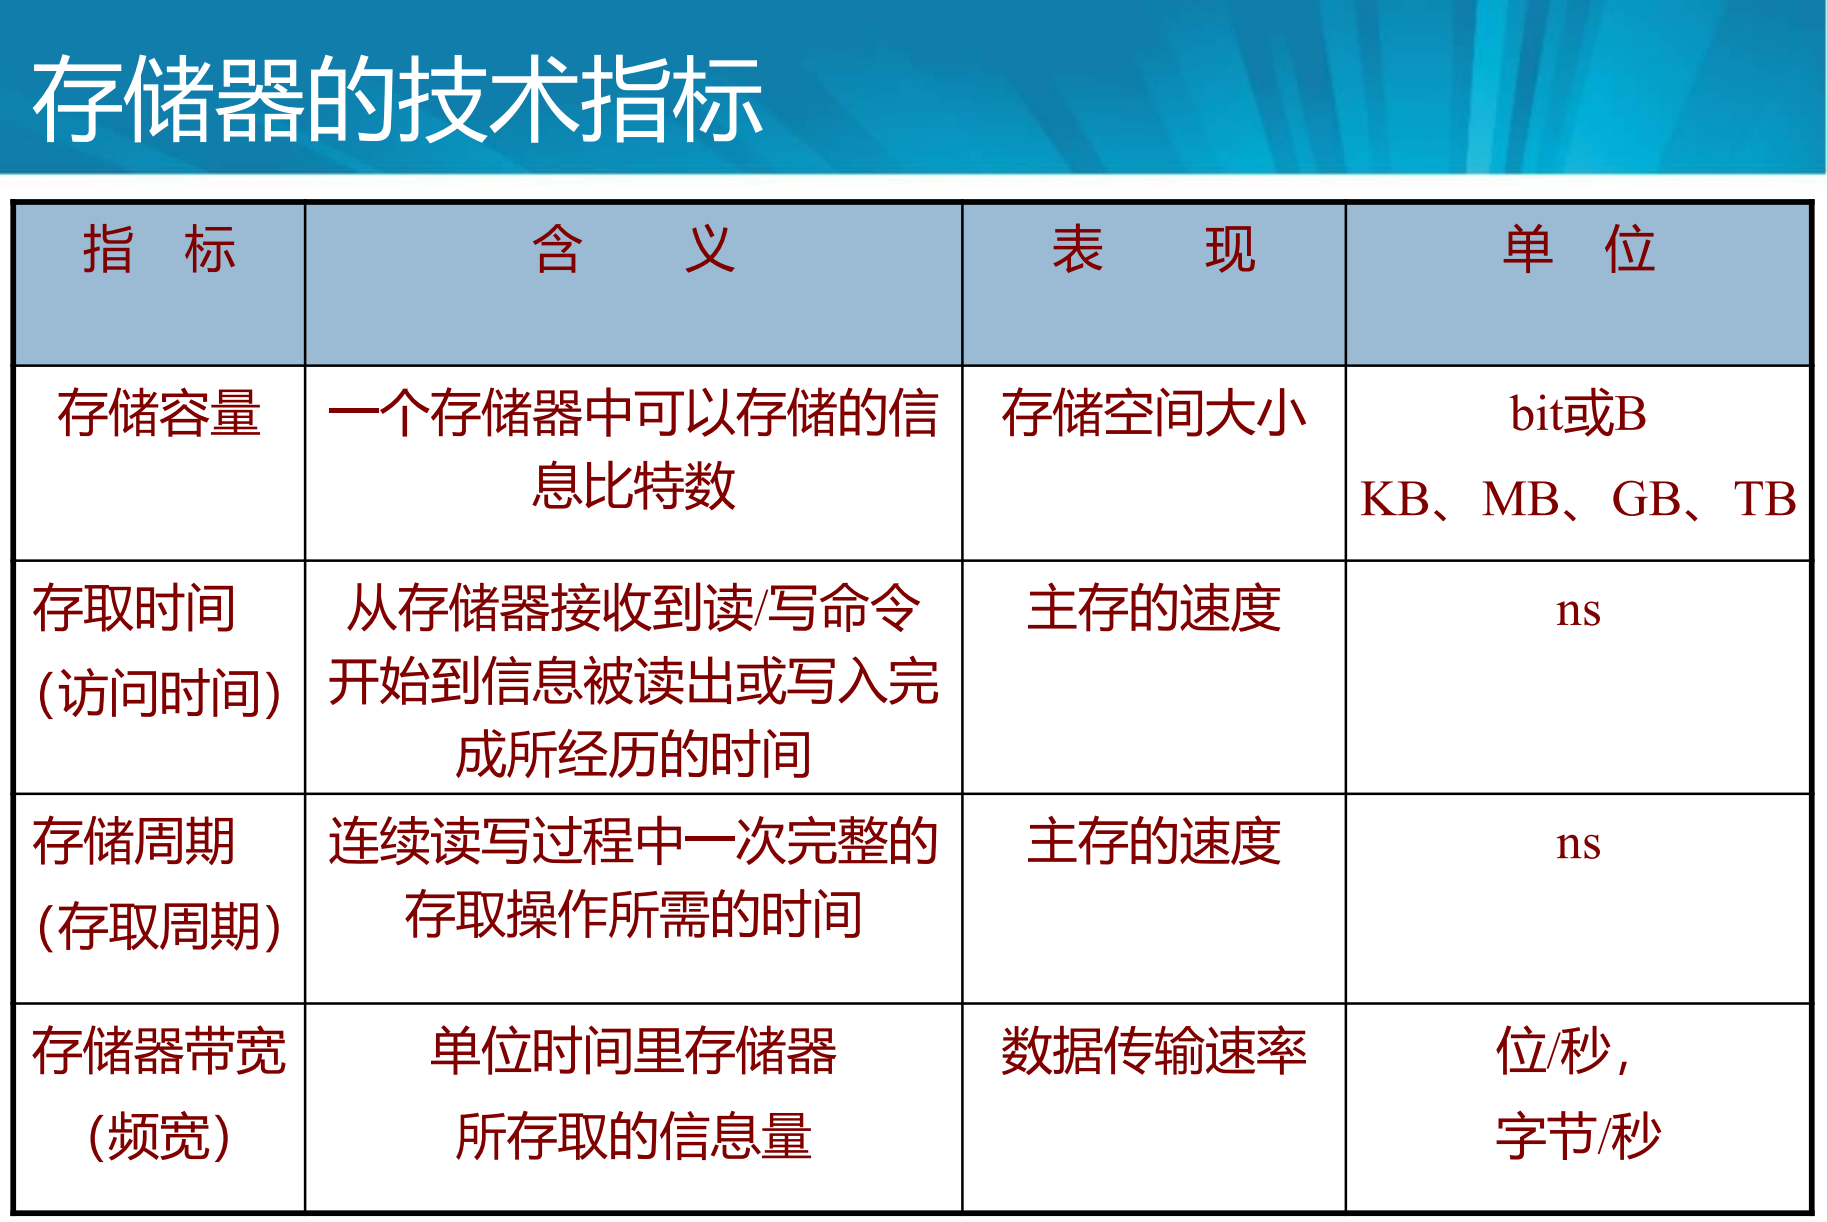 存储器的技术指标
指 标
含 义
表 现
单 位
存储容量
一个存储器中可以存储的信
息比特数
存储空间大小
bit或B
KB、MB、GB、TB
存取时间
（访问时间）
从存储器接收到读/写命令
开始到信息被读出或写入完
成所经历的时间
主存的速度
ns
存储周期
（存取周期）
连续读写过程中一次完整的
存取操作所需的时间
主存的速度
ns
存储器带宽
（频宽）
单位时间里存储器
所存取的信息量
数据传输速率
位/秒，
字节/秒